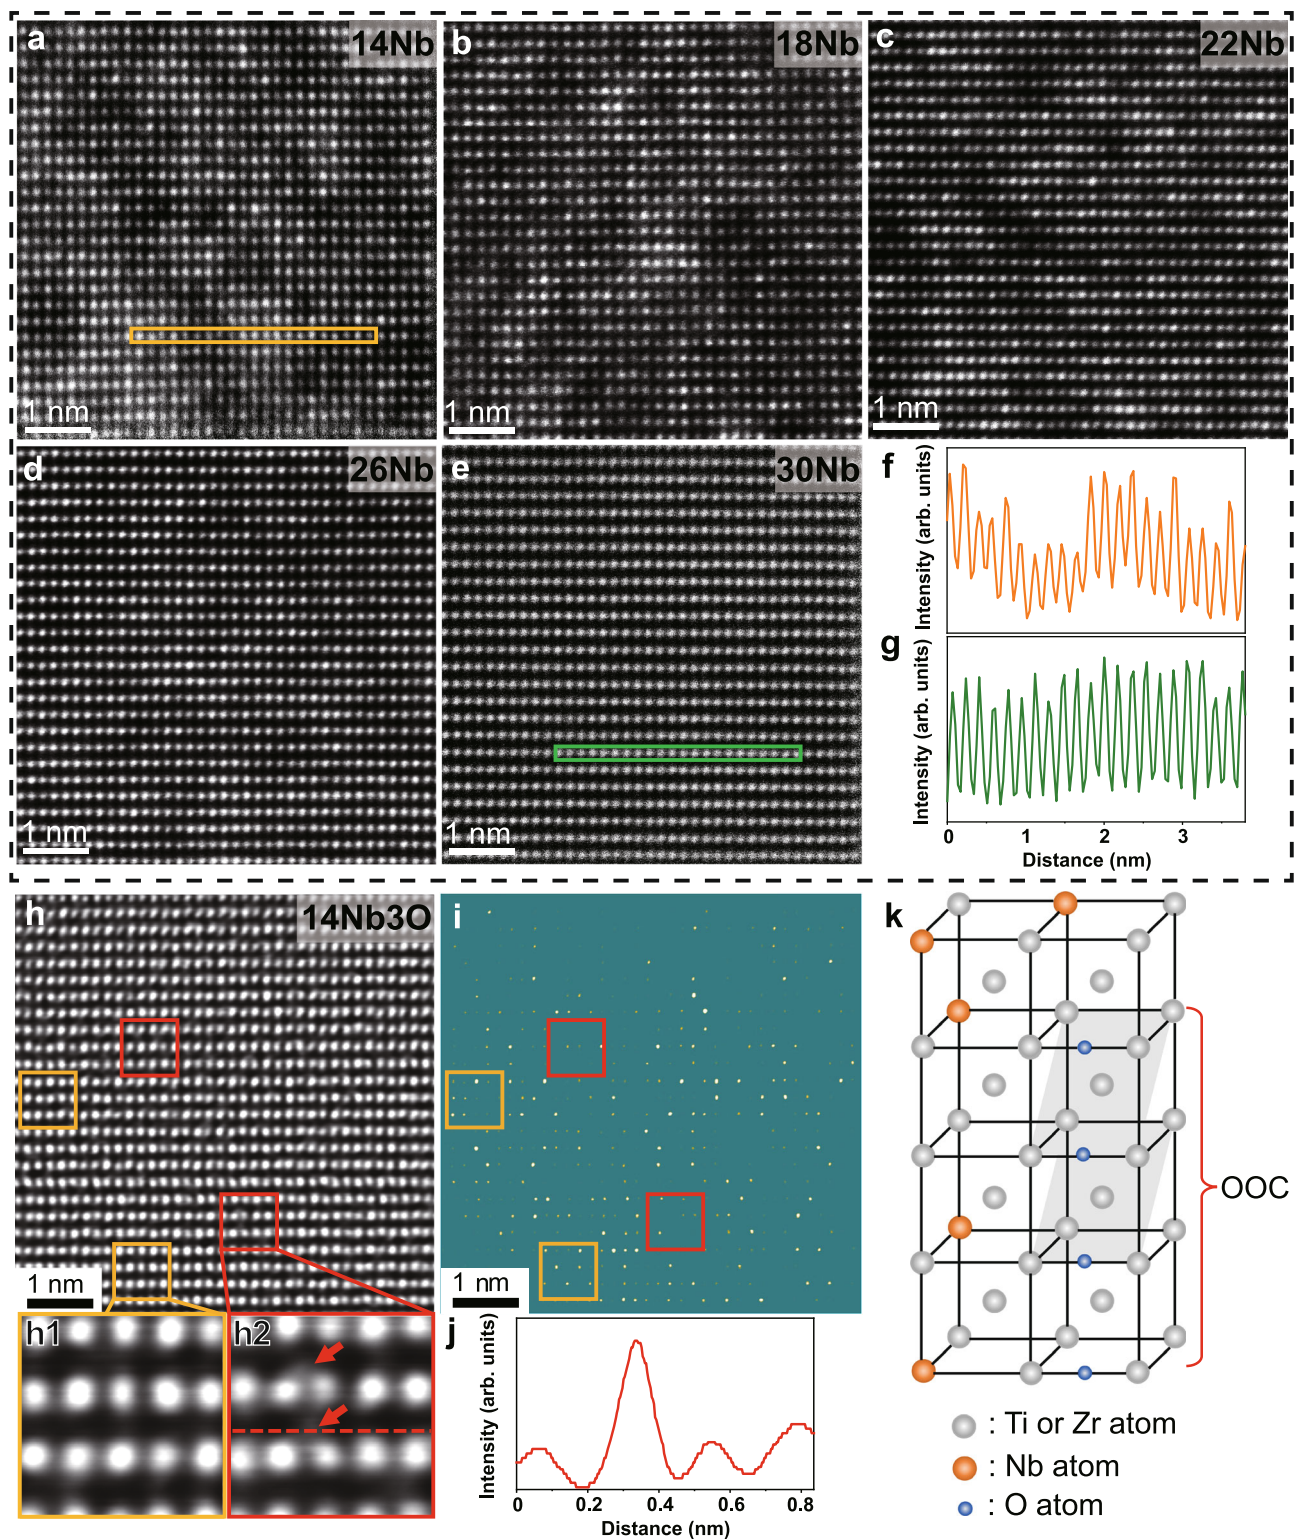 a
14Nb
1 nm
b
18Nb
1 nm
c
22Nb
1 nm
d
26Nb
1 nm
e
30Nb
1 nm
f
Intensity (arb. units)
g
Intensity (arb. units)
0 1 2 3
Distance (nm)
h
14Nb3O
1 nm
h1
h2
i
1 nm
j
Intensity (arb. units)
0 0.2 0.4 0.6 0.8
Distance (nm)
k
OOC
: Ti or Zr atom
: Nb atom
: O atom